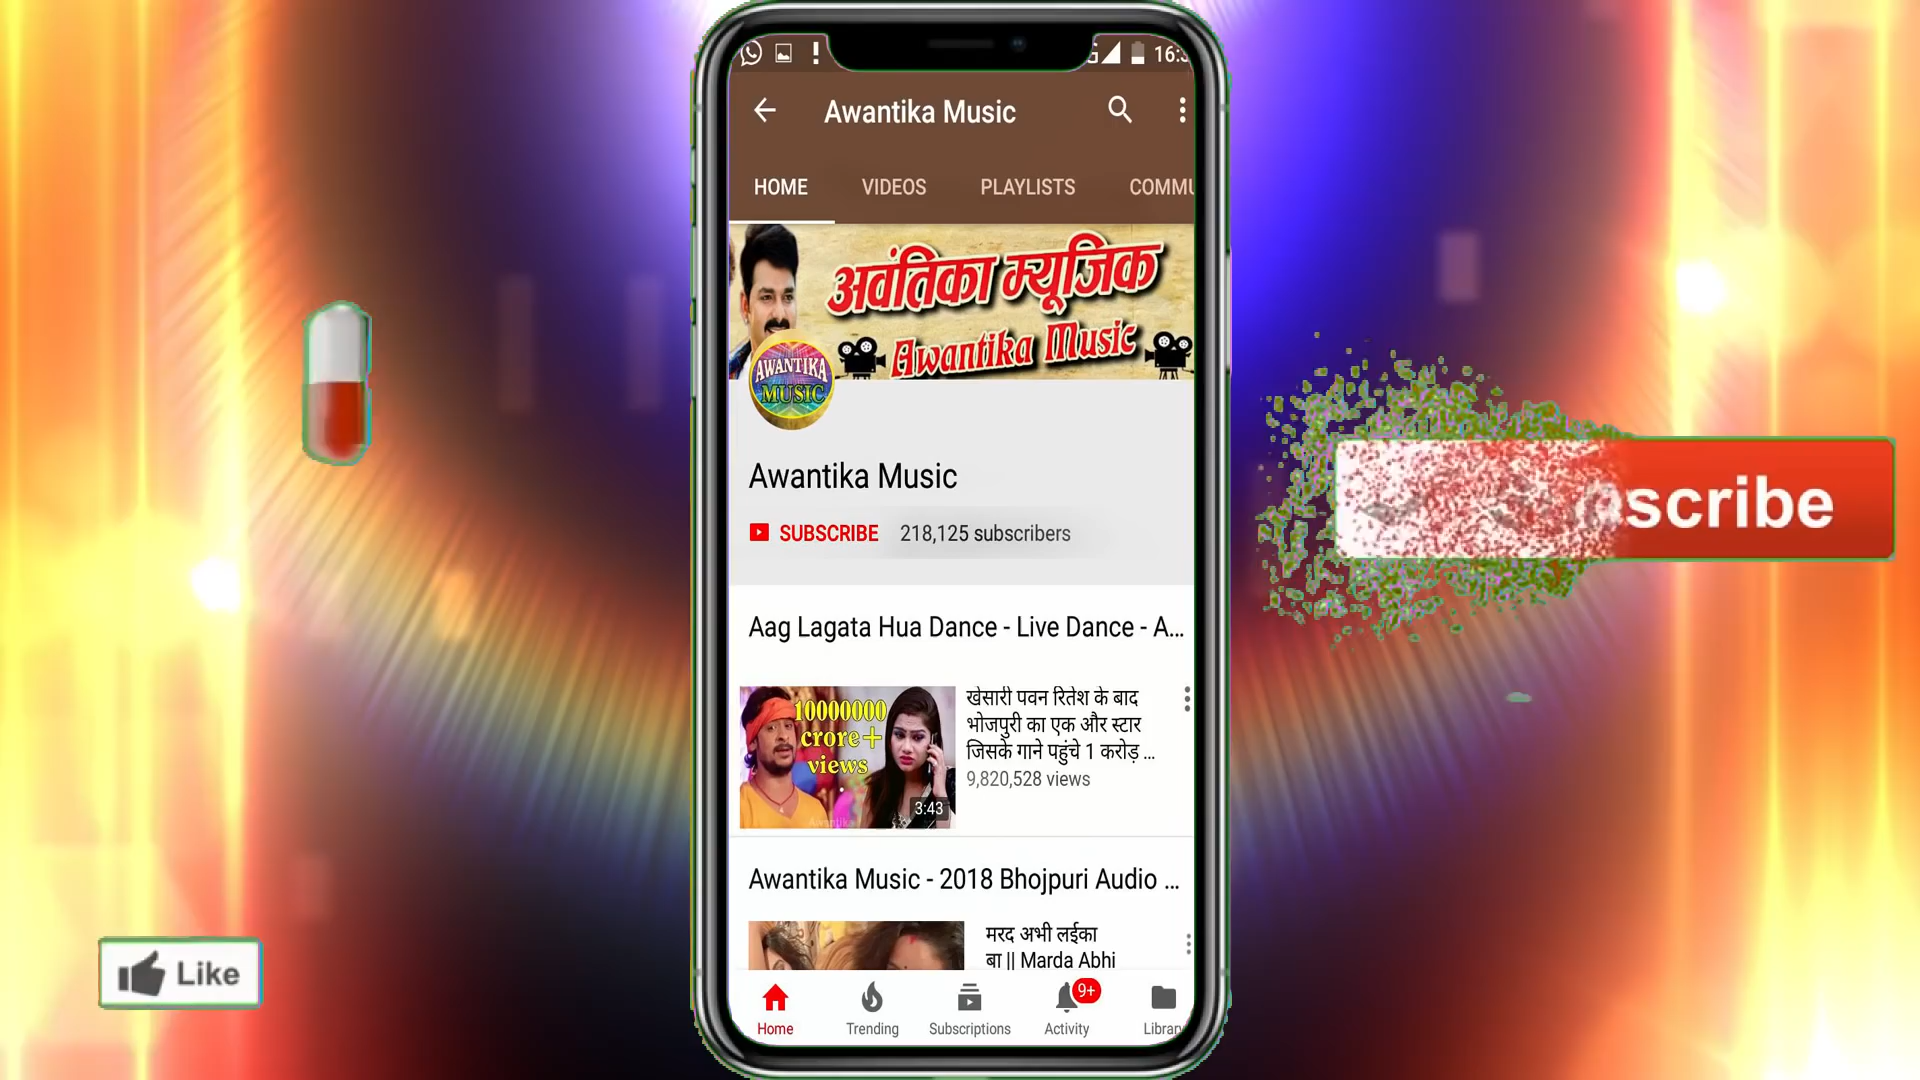 16:3
Awantika Music
HOME VIDEOS PLAYLISTS COMMU
अवंतिका म्यूजिक
Awantika Music
AWANTIKA
MUSIC
Awantika Music
SUBSCRIBE 218,125 subscribers
scribe
Aag Lagata Hua Dance - Live Dance - A...
10000000
crore+
views
3:43
खेसारी पवन रितेश के बाद
भोजपुरी का एक और स्टार
जिसके गाने पहुंचे 1 करोड़ ...
9,820,528 views
Awantika Music - 2018 Bhojpuri Audio ...
मरद अभी लईका
बा || Marda Abhi
Like
9+
Home Trending Subscriptions Activity Library